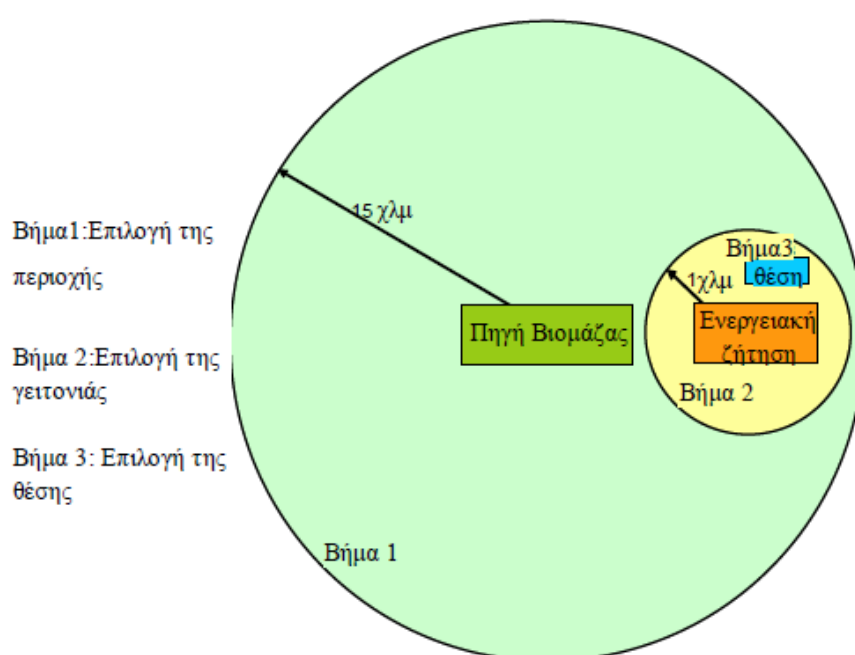 Βήμα1:Επιλογή της
περιοχής
Βήμα 2:Επιλογή της
γειτονιάς
Βήμα 3: Επιλογή της
θέσης
15 χλμ
Πηγή Βιομάζας
Βήμα 1
Βήμα3
θέση
1χλμ
Ενεργειακή
ζήτηση
Βήμα 2